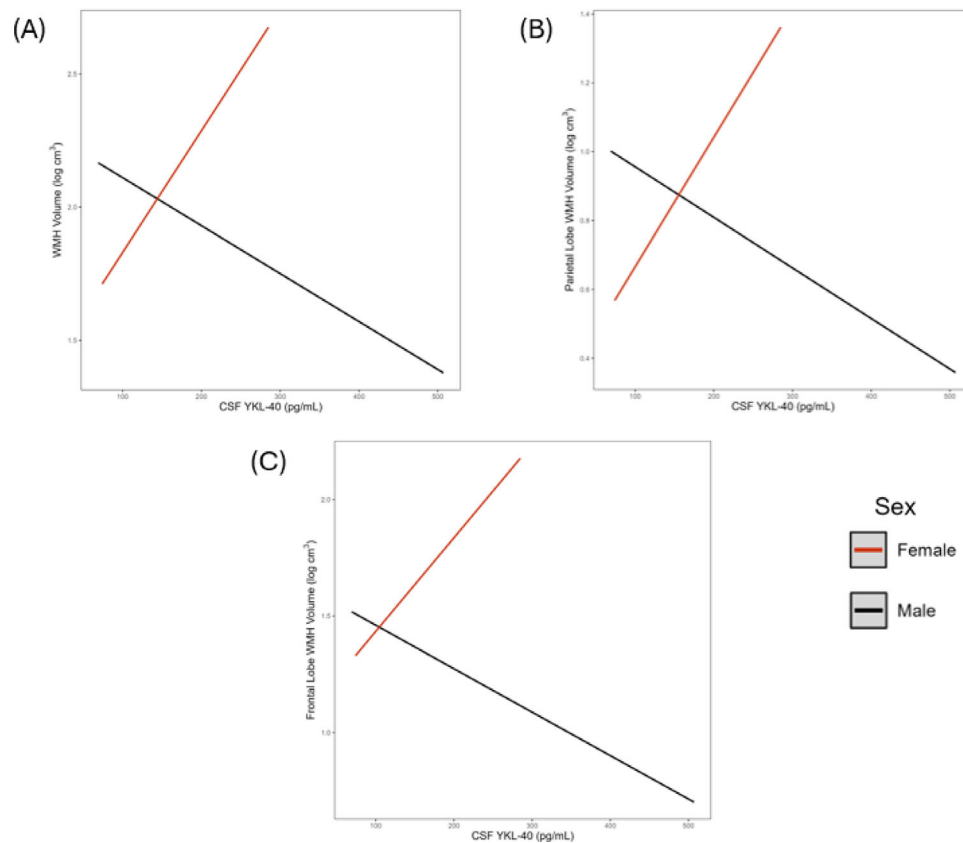 (A)
WMH Volume (log cm³)
2.5
2.0
1.5
100 200 300 400 500
CSF YKL-40 (pg/mL)
(B)
Parietal Lobe WMH Volume (log cm³)
1.4
1.2
1.0
0.8
0.6
0.4
100 200 300 400 500
CSF YKL-40 (pg/mL)
(C)
Frontal Lobe WMH Volume (log cm³)
2.0
1.5
1.0
100 200 300 400 500
CSF YKL-40 (pg/mL)
Sex
Female
Male